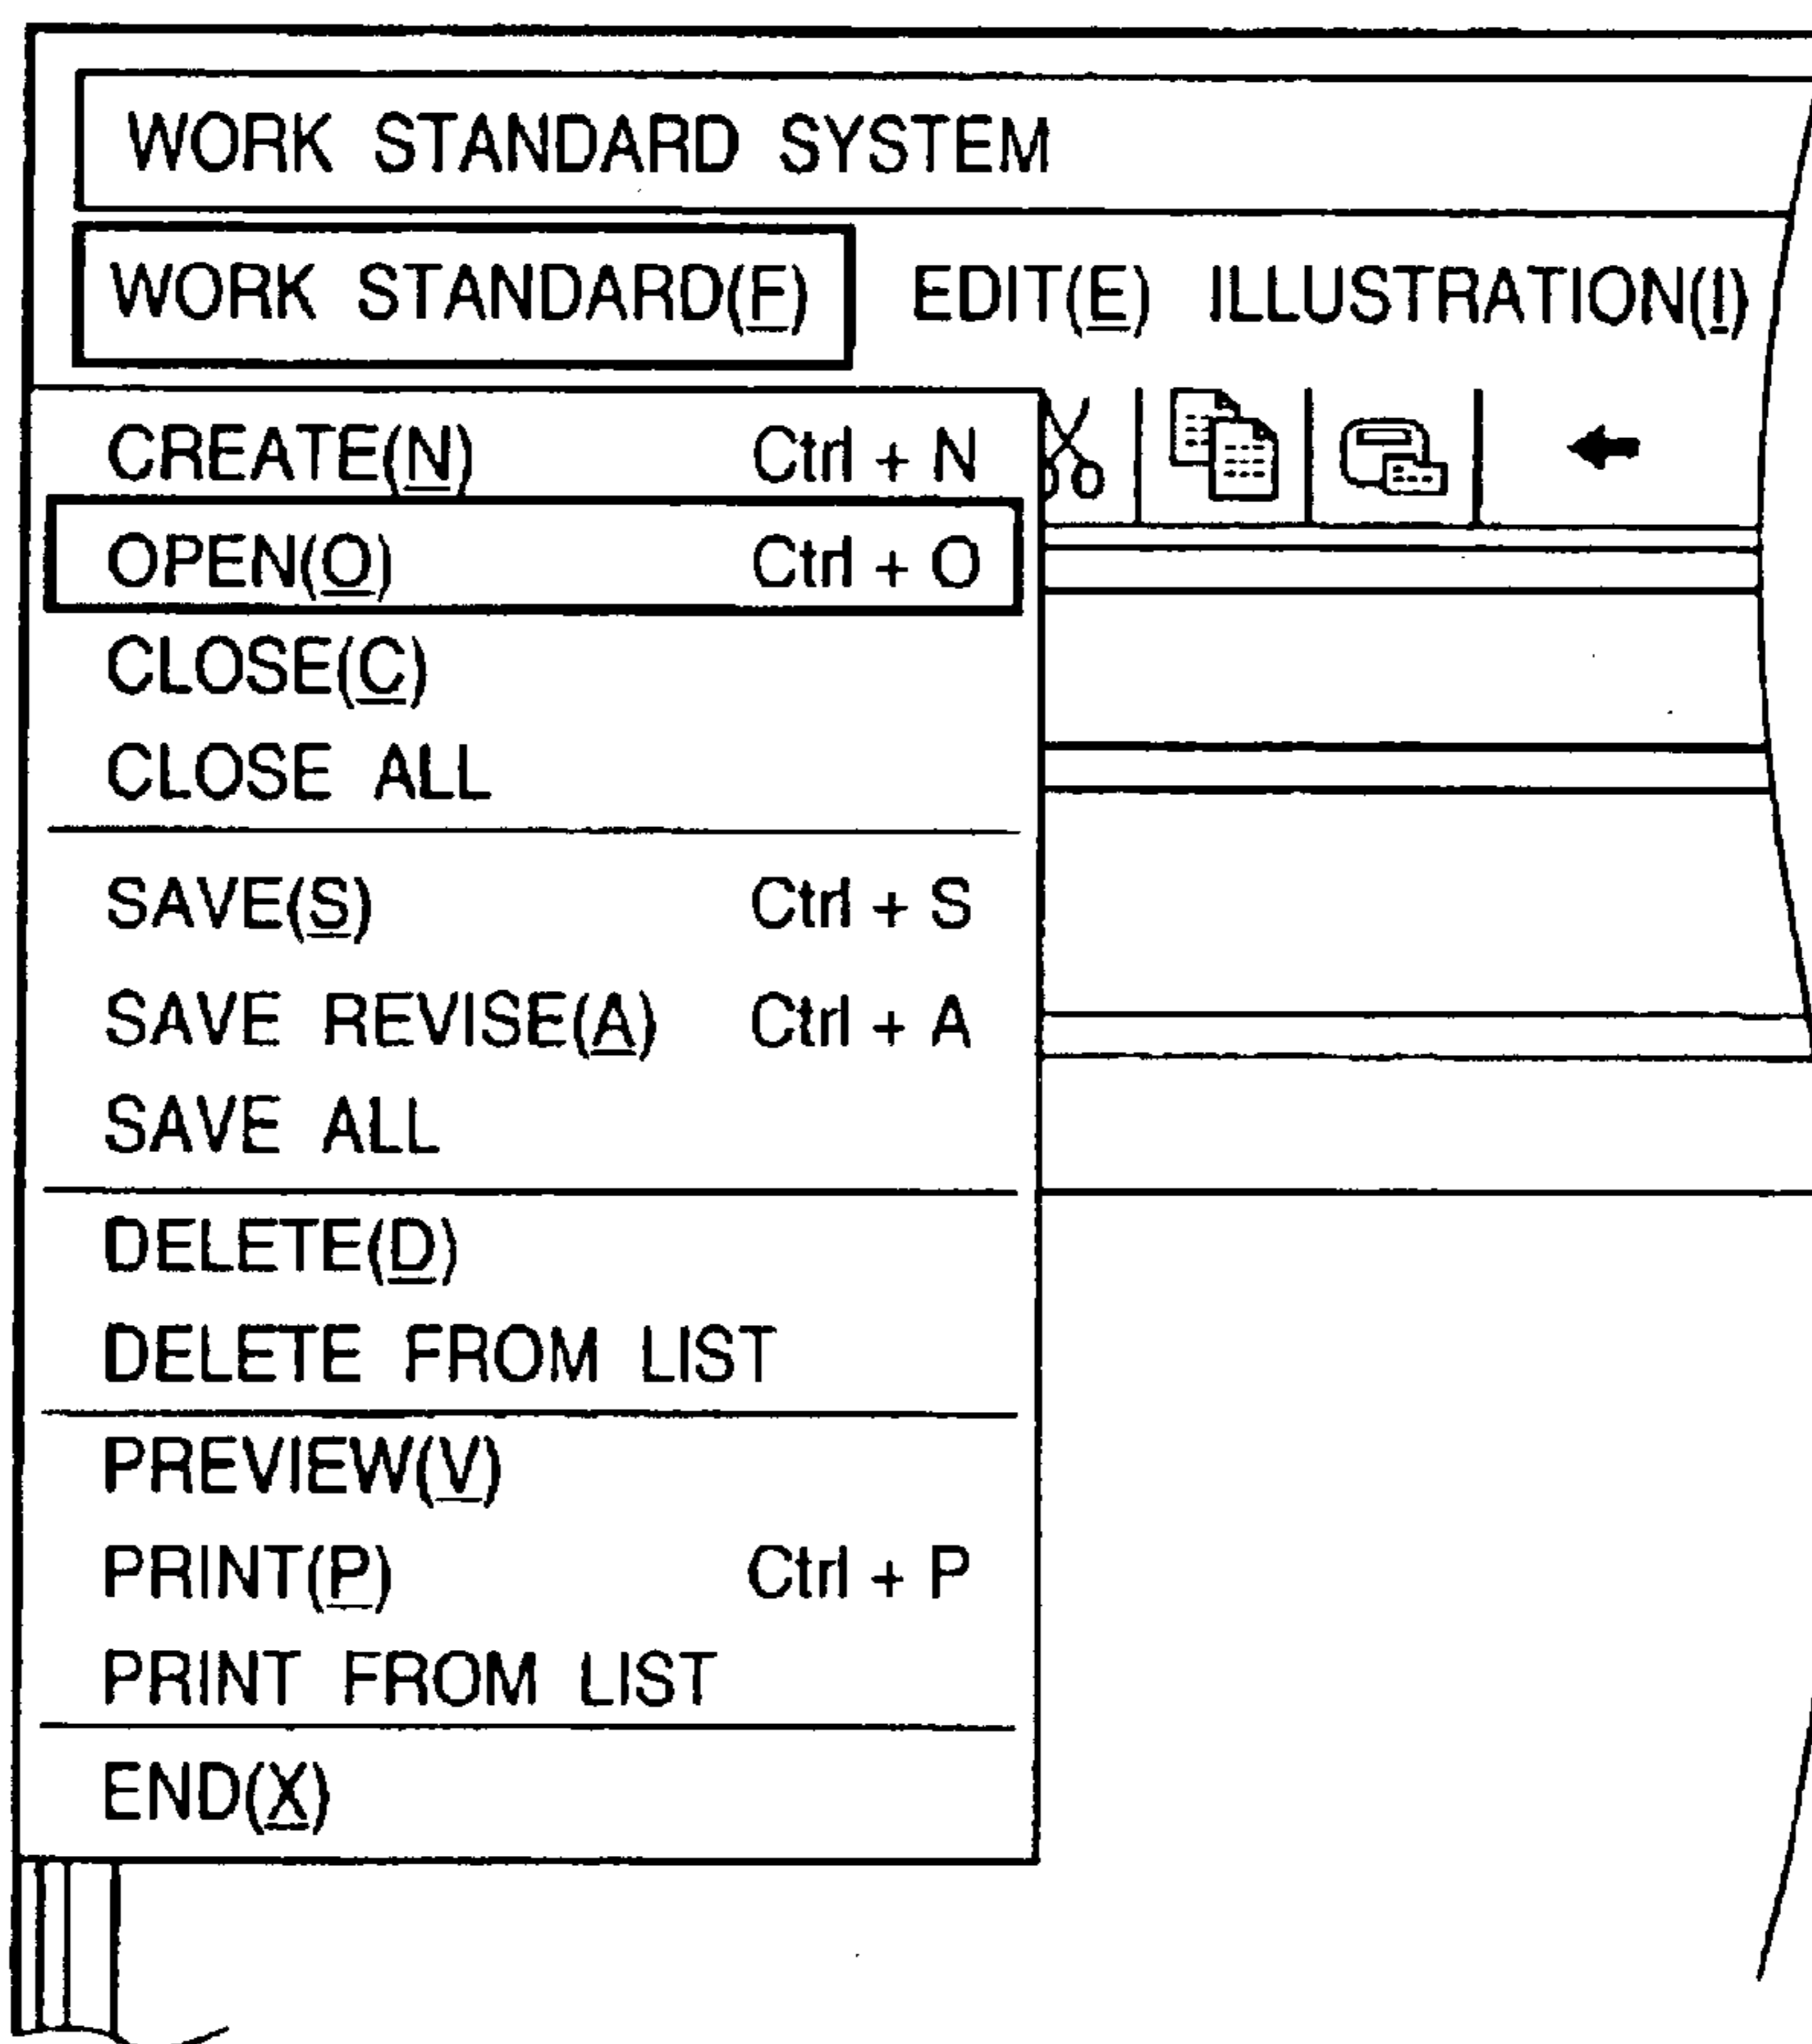 WORK STANDARD SYSTEM
WORK STANDARD(F) EDIT(E) ILLUSTRATION(I)
CREATE(N) Ctrl + N
OPEN(O) Ctrl + O
CLOSE(C)
CLOSE ALL
SAVE(S) Ctrl + S
SAVE REVISE(A) Ctrl + A
SAVE ALL
DELETE(D)
DELETE FROM LIST
PREVIEW(V)
PRINT(P) Ctrl + P
PRINT FROM LIST
END(X)